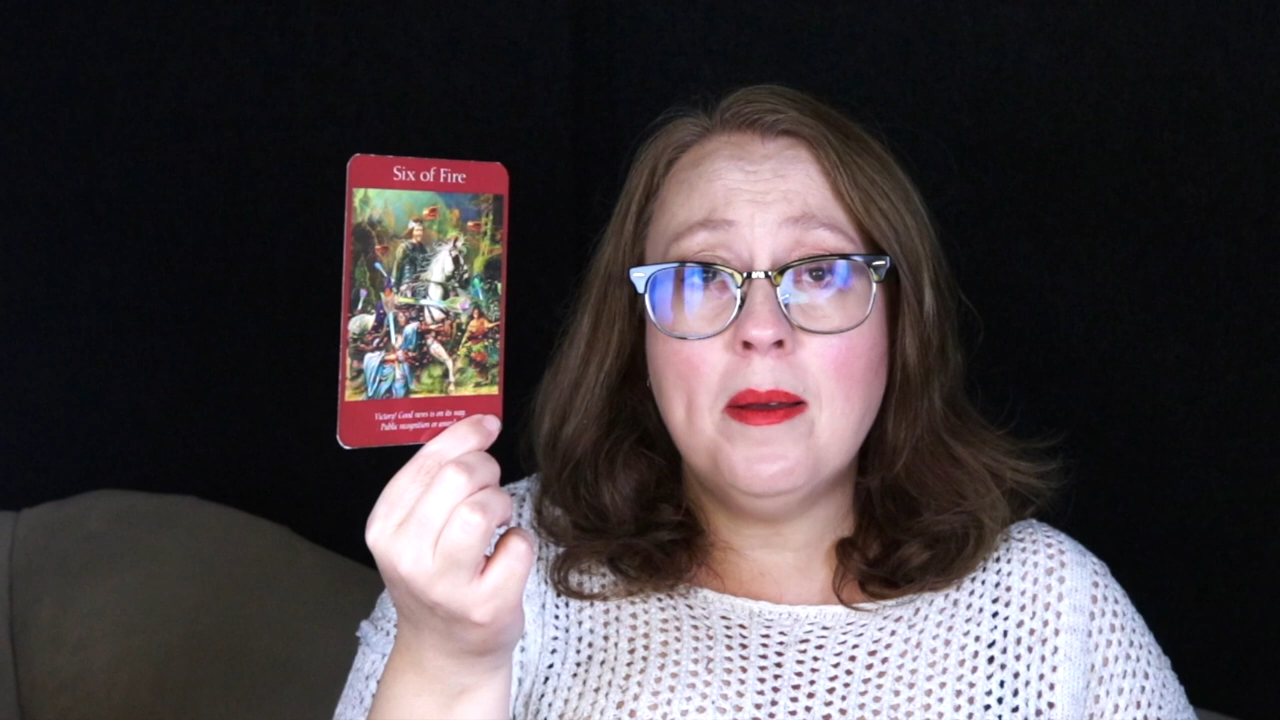 Six of Fire
Victory! Good news is on its way.
Public recognition or award